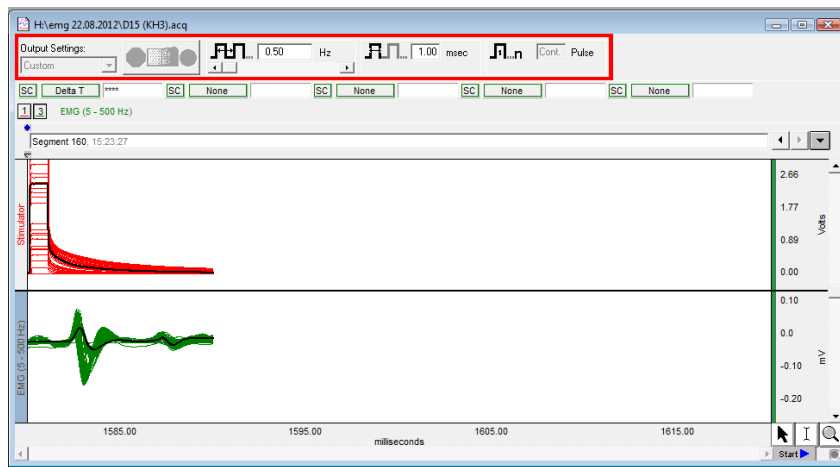 H:\emg 22.08.2012\D15 (KH3).acq
Output Settings:
Custom
0.50 Hz
1.00 msec
n
Cont. Pulse
SC Delta T **** SC None SC None SC None SC None
1 3 EMG (5 - 500 Hz)
Segment 160, 15:23:27
Stimulator
2.66
1.77
0.89
0.00
Volts
EMG (5 - 500 Hz)
0.10
0.0
-0.10
-0.20
mV
1585.00 1595.00 1605.00 1615.00
milliseconds
Start